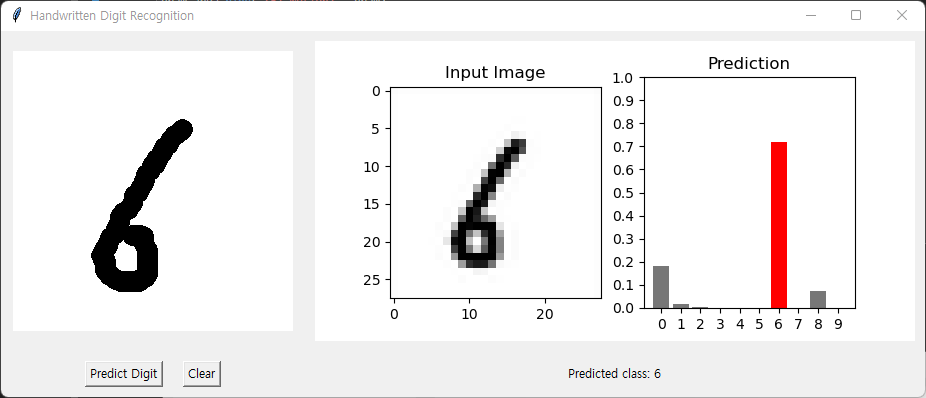 Handwritten Digit Recognition
6
Input Image
0
5
10
15
20
25
0 10 20
6
Prediction
1.0
0.9
0.8
0.7
0.6
0.5
0.4
0.3
0.2
0.1
0.0
0 1 2 3 4 5 6 7 8 9
Predict Digit Clear
Predicted class: 6